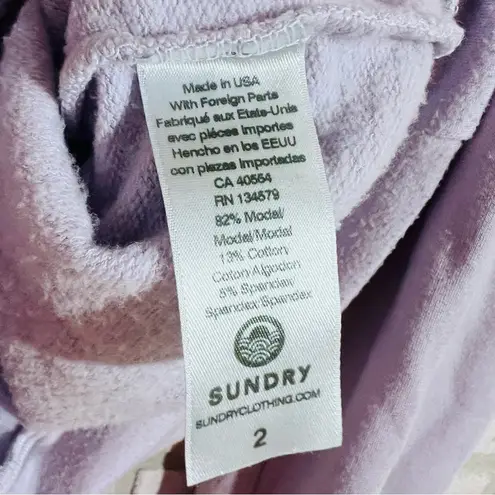 Made in USA
With Foreign Parts
Fabriqué aux Etats-Unis
avec pièces Importes
Hencho en los EEUU
con piezas Importadas
CA 40554
RN 134579
82% Modal/
Modal/Modal
13% Cotton
Coton Algodon
5% Spandex
Spandex/Spandex
SUNDRY
SUNDRYCLOTHING.COM
2